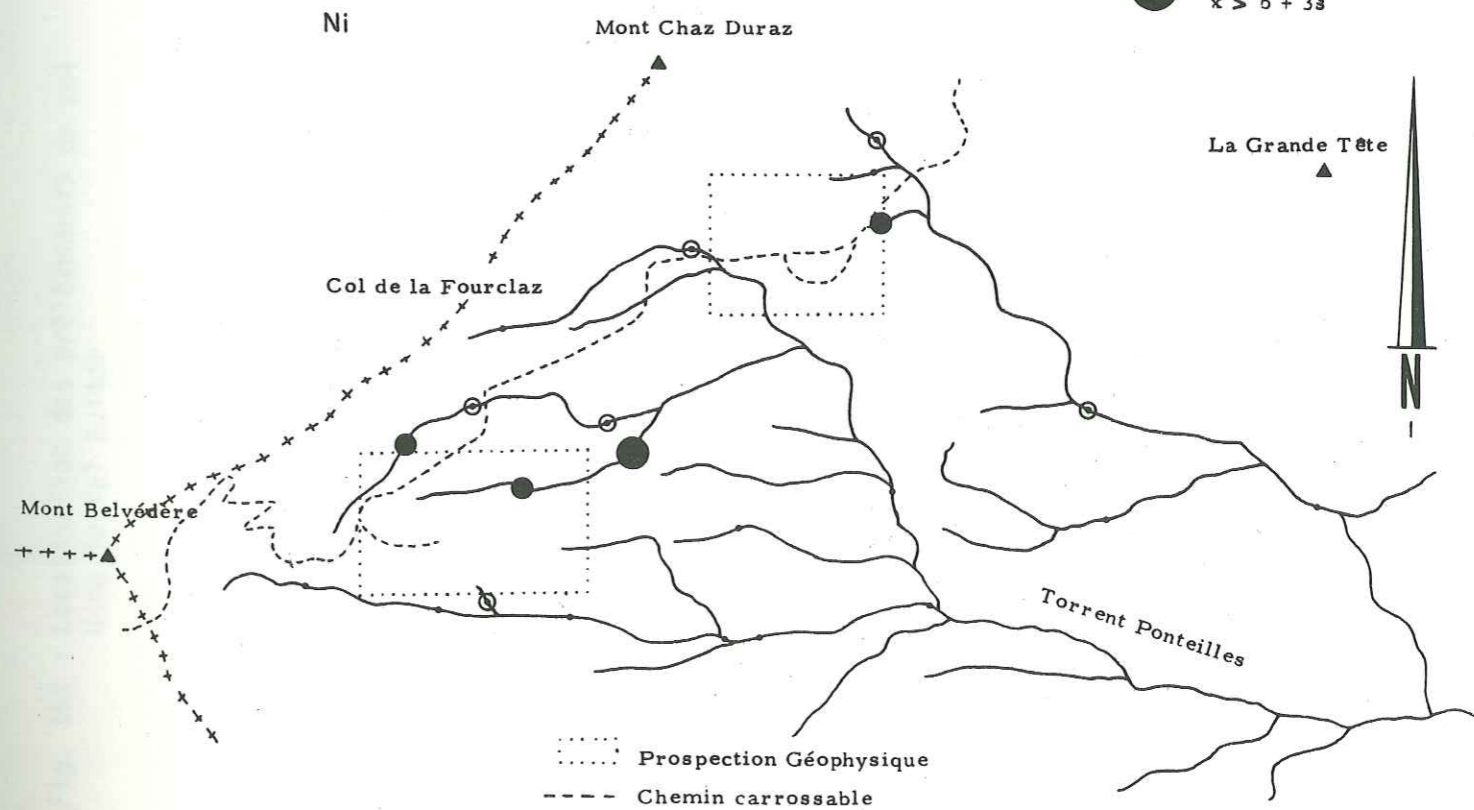 Ni
x > b + 3s
Mont Chaz Duraz
La Grande Tête
Col de la Fourclaz
N
Mont Belvédère
Torrent Ponteilles
Prospection Géophysique
Chemin carrossable